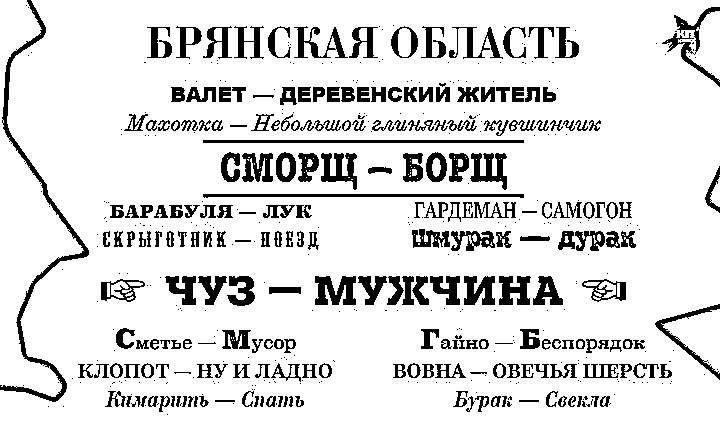 БРЯНСКАЯ ОБЛАСТЬ
КП
ВАЛЕТ — ДЕРЕВЕНСКИЙ ЖИТЕЛЬ
Махотка — Небольшой глиняный кувшинчик
СМОРЩ — БОРЩ
БАРАБУЛЯ — ЛУК
ГАРДЕМАН — САМОГОН
СКРЫГОТНИК — ПОЕЗД
Шмурак — дурак
ЧУЗ — МУЖЧИНА
Сметье — Мусор
Гайно — Беспорядок
КЛОПОТ — НУ И ЛАДНО
ВОВНА — ОВЕЧЬЯ ШЕРСТЬ
Кимарить — Спать
Бурак — Свекла